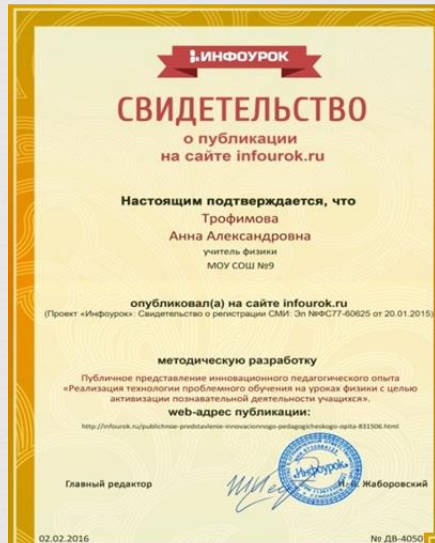 ИНФОУРОК
СВИДЕТЕЛЬСТВО
о публикации
на сайте infourok.ru
Настоящим подтверждается, что
Трофимова
Анна Александровна
учитель физики
МОУ СОШ №9
опубликовал(а) на сайте infourok.ru
(Проект «Инфоурок»: Свидетельство о регистрации СМИ: Эл №ФС77-60625 от 20.01.2015)
методическую разработку
Публичное представление инновационного педагогического опыта
«Реализация технологии проблемного обучения на уроках физики с целью
активизации познавательной деятельности учащихся».
web-адрес публикации:
http://infourok.ru/publichnoe-predstavlenie-innovacionnogo-pedagogicheskogo-opita-831506.html
«Инфоурок»
Главный редактор Жаборовский
02.02.2016 № ДВ-4050